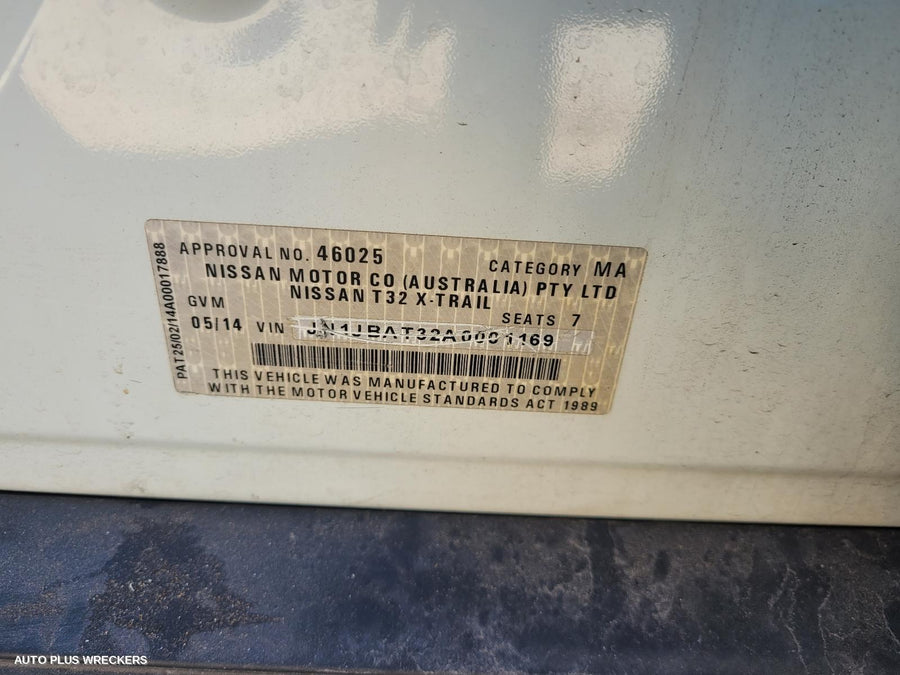 PAT25/02/14A00017888
APPROVAL NO. 46025 CATEGORY MA
NISSAN MOTOR CO (AUSTRALIA) PTY LTD
NISSAN T32 X-TRAIL
GVM SEATS 7
05/14 VIN
THIS VEHICLE WAS MANUFACTURED TO COMPLY
WITH THE MOTOR VEHICLE STANDARDS ACT 1989
AUTO PLUS WRECKERS